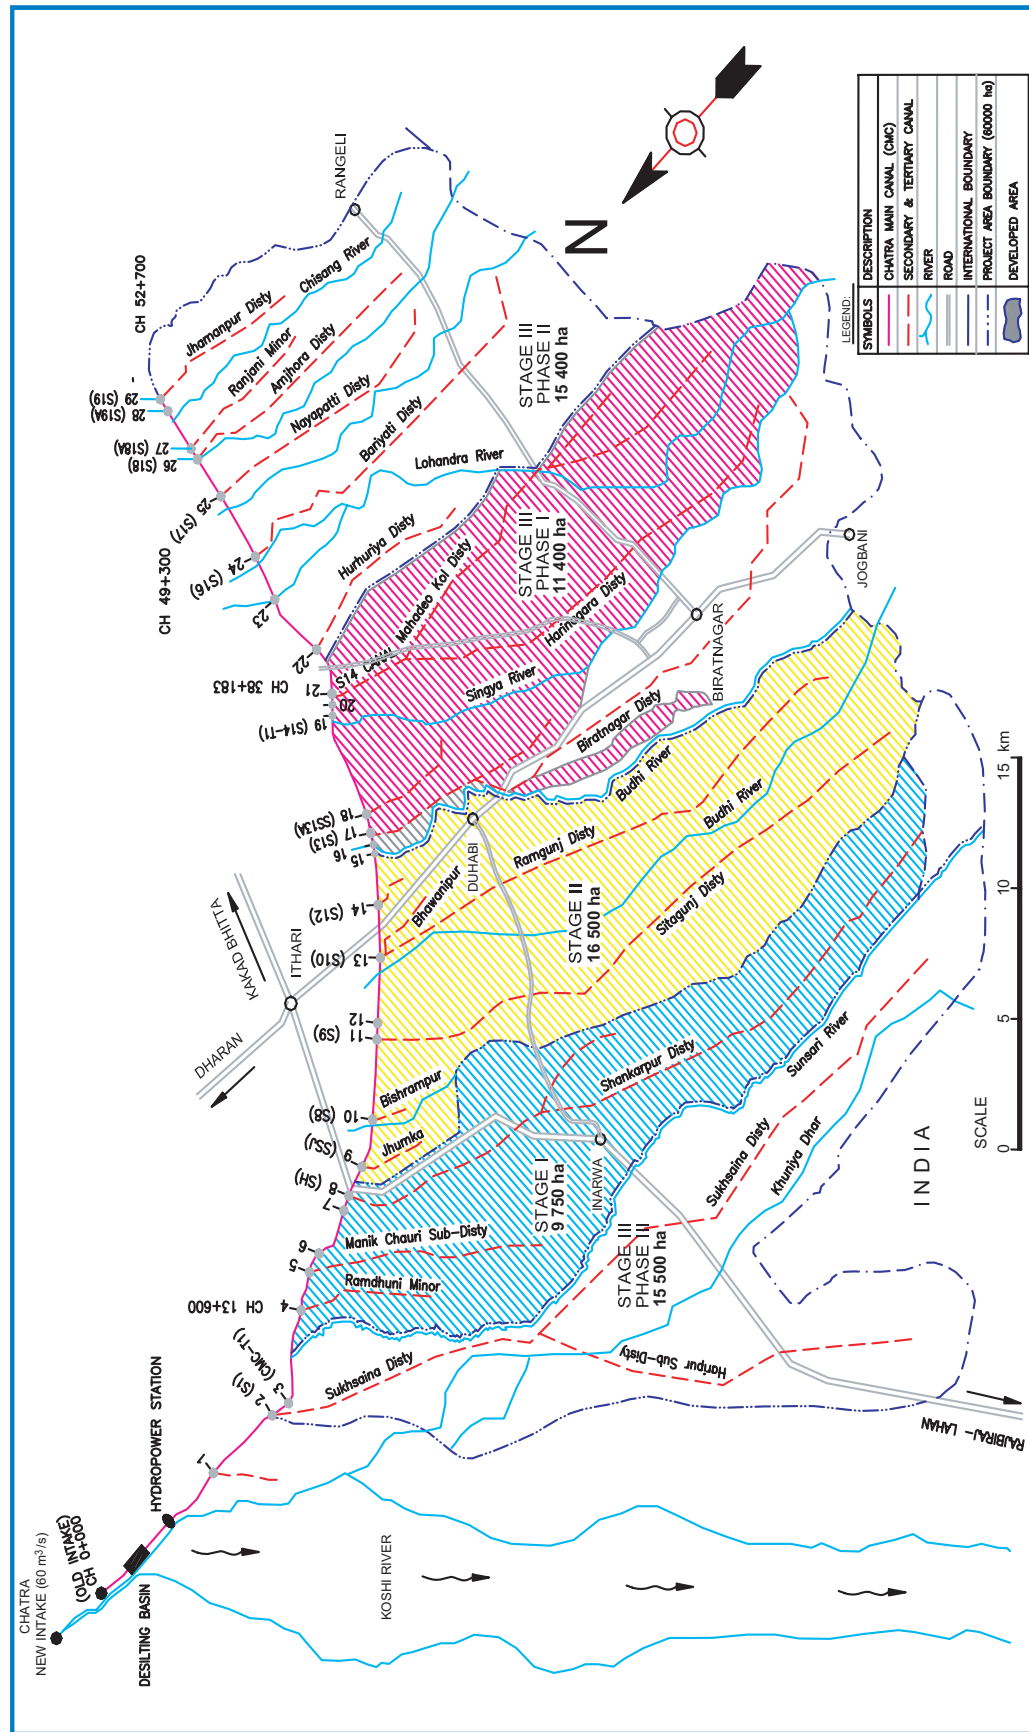 CHATRA
NEW INTAKE (60 m³/s)
(OLD INTAKE)
CH 0+000
DESILTING BASIN
HYDROPOWER STATION
KOSHI RIVER
1
2 (S1)
3 (CMC-T1)
CH 13+600
4
5
6
7
8 (SH)
9 (SSJ)
10 (S8)
11 (S9)
12
13 (S10)
14 (S12)
15
16
17 (S13)
18 (SS13A)
19 (S14-T1)
20
21
CH 38+183
22
23
24 (S16)
CH 49+300
25 (S17)
26 (S18)
27 (S18A)
28 (S19A)
29 (S19)
-
CH 52+700
DHARAN
KAKAD BHITTA
ITHARI
Sukhsaina Disty
Haripur Sub-Disty
Ramdhuni Minor
Manik Chauri Sub-Disty
Jhumka
Bishrampur
STAGE I
9 750 ha
INARWA
STAGE III
PHASE II
15 500 ha
Sukhsaina Disty
Khuniya Dhar
Sunsari River
Shankarpur Disty
Sitagunj Disty
STAGE II
16 500 ha
Bhawanipur
DUHABI
Ramgunj Disty
Budhi River
Budhi River
Biratnagar Disty
BIRATNAGAR
JOGBANI
Singya River
S14 CANAL
Mahadeo Kol Disty
Harinagara Disty
STAGE III
PHASE I
11 400 ha
Hurhuriya Disty
Lohandra River
Bariyati Disty
Nayapatti Disty
Amjhora Disty
Ranjani Minor
Jhamanpur Disty
Chisang River
RANGELI
STAGE III
PHASE II
15 400 ha
N
RAJBIRAJ- LAHAN
INDIA
SCALE
0 5 10 15 km
LEGEND:
SYMBOLS DESCRIPTION
CHATRA MAIN CANAL (CMC)
SECONDARY & TERTIARY CANAL
RIVER
ROAD
INTERNATIONAL BOUNDARY
PROJECT AREA BOUNDARY (60000 ha)
DEVELOPED AREA